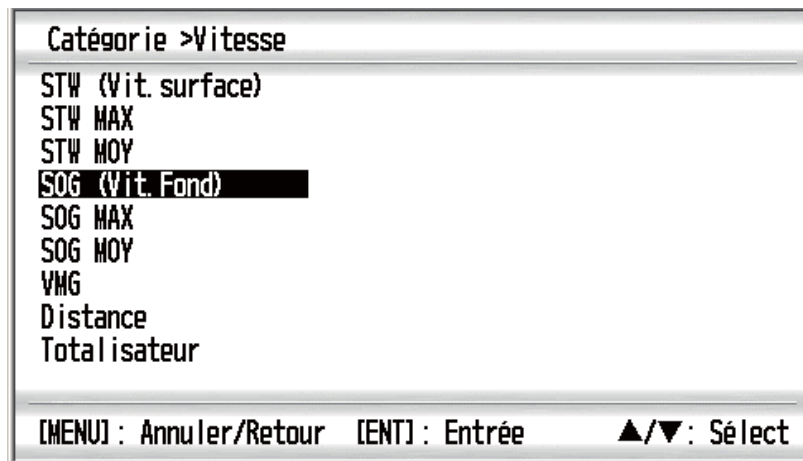 Catégorie >Vitesse
STW (Vit. surface)
STW MAX
STW MOY
SOG (Vit. Fond)
SOG MAX
SOG MOY
VMG
Distance
Totalisateur
[MENU] : Annuler/Retour [ENT] : Entrée ▲/▼: Sélect